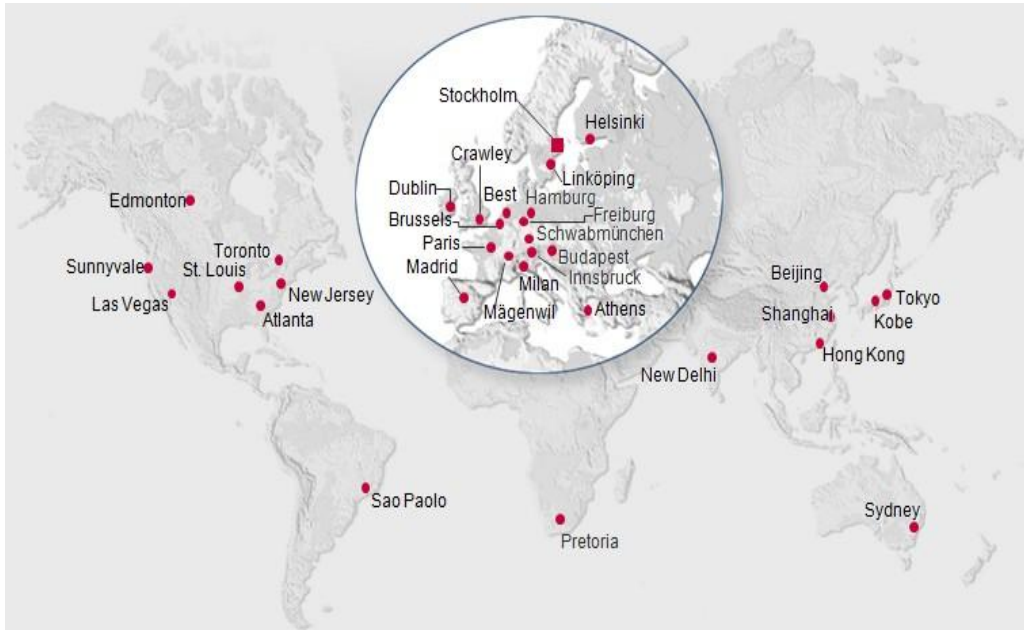 Stockholm
Helsinki
Crawley
Linköping
Dublin
Best
Hamburg
Brussels
Freiburg
Schwabmünchen
Paris
Budapest
Madrid
Innsbruck
Milan
Mägenwil
Athens
Edmonton
Toronto
Sunnyvale
St. Louis
Las Vegas
New Jersey
Atlanta
Beijing
Tokyo
Shanghai
Kobe
Hong Kong
New Delhi
Sao Paolo
Sydney
Pretoria